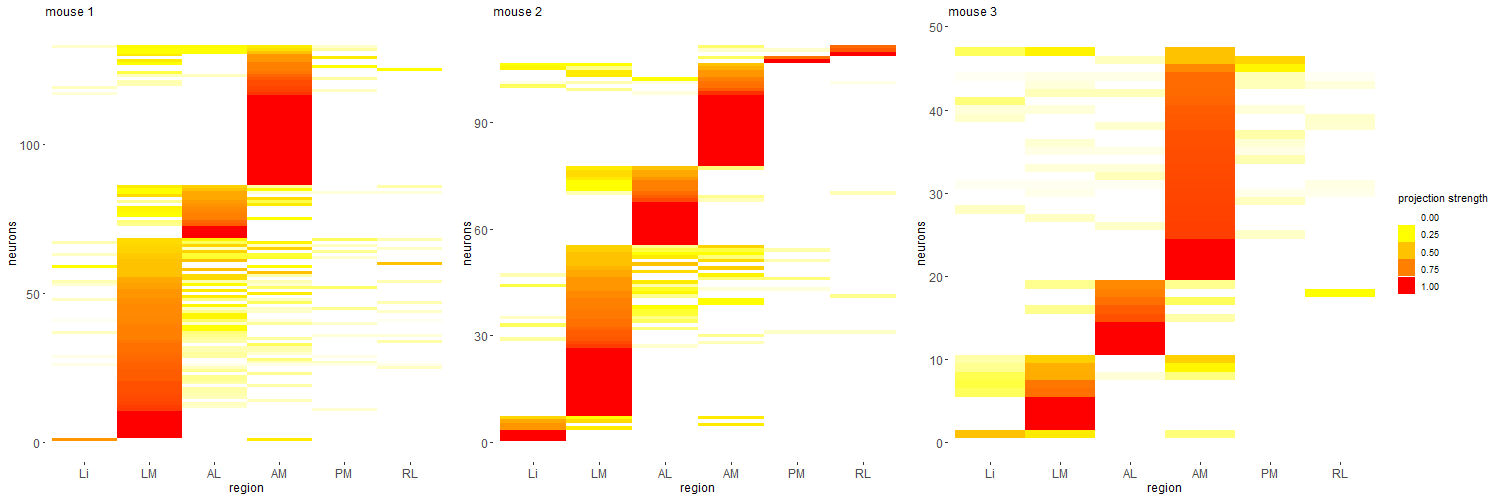 mouse 1
neurons
100
50
0
Li LM AL AM PM RL
region
mouse 2
neurons
90
60
30
0
Li LM AL AM PM RL
region
mouse 3
neurons
50
40
30
20
10
0
Li LM AL AM PM RL
region
projection strength
0.00
0.25
0.50
0.75
1.00